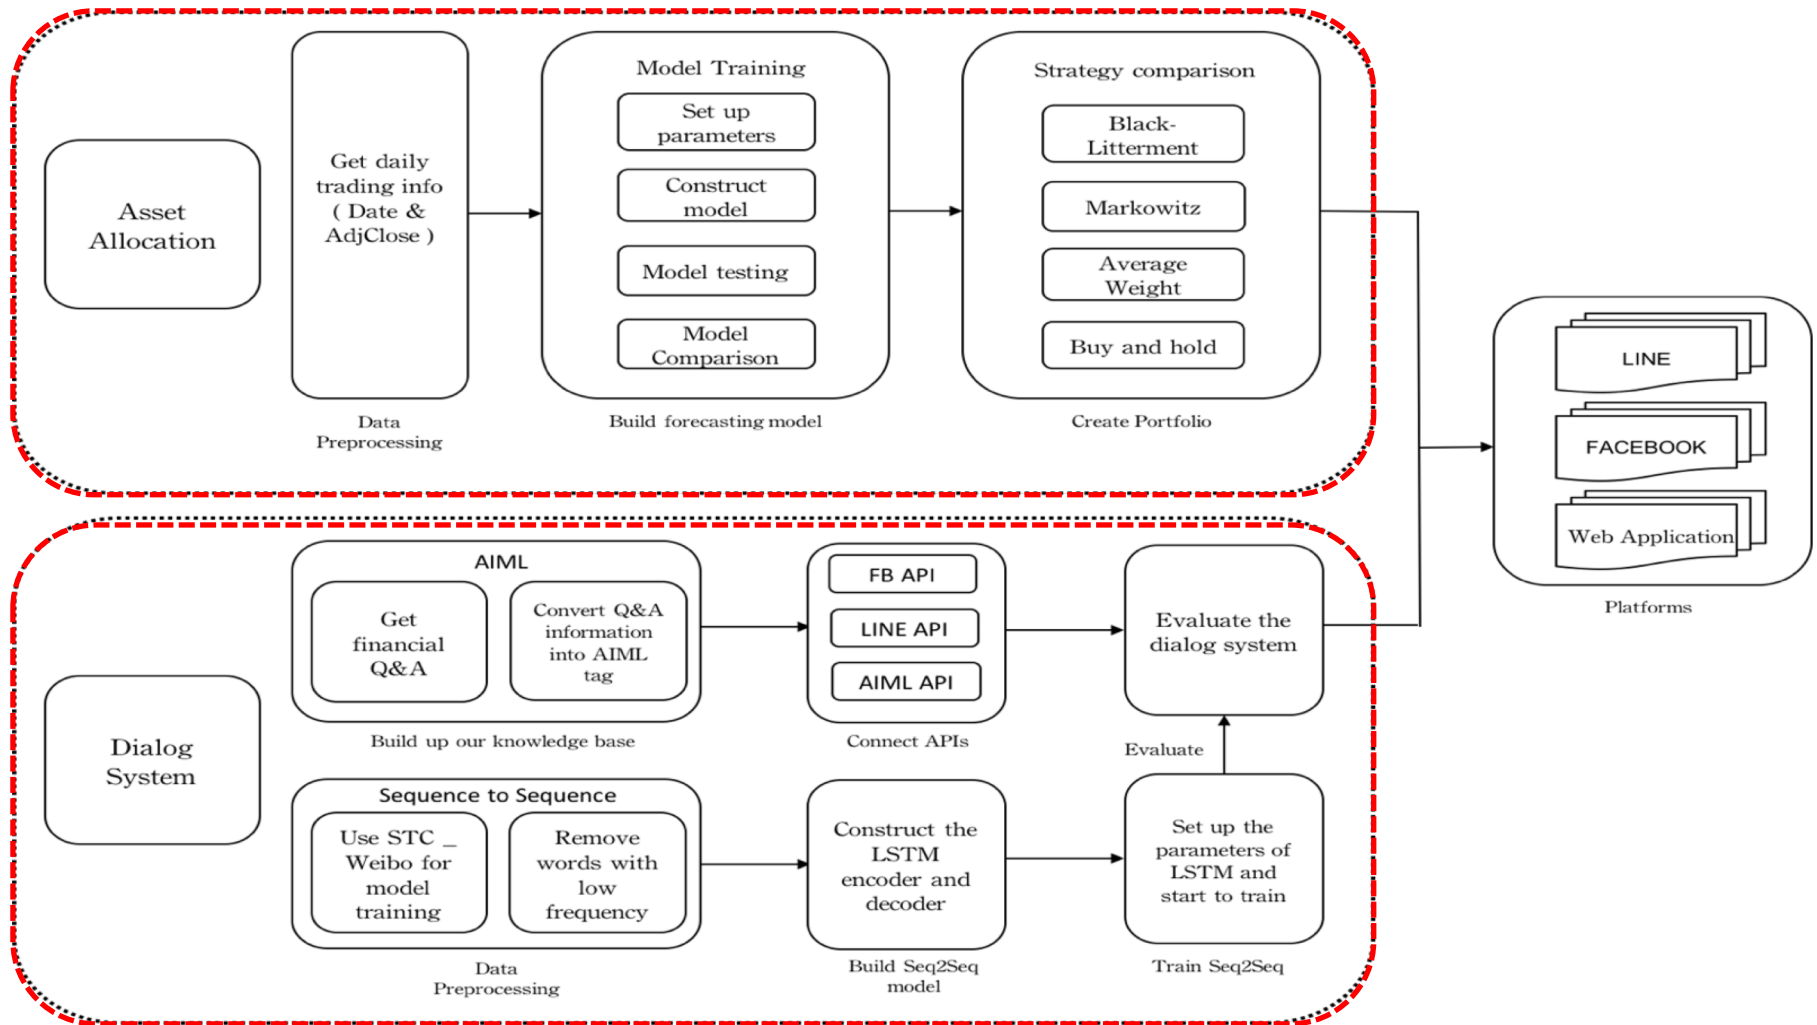 Asset
Allocation
Get daily
trading info
( Date &
AdjClose )
Data
Preprocessing
Model Training
Set up
parameters
Construct
model
Model testing
Model
Comparison
Build forecasting model
Strategy comparison
Black-
Litterment
Markowitz
Average
Weight
Buy and hold
Create Portfolio
LINE
FACEBOOK
Web Application
Platforms
Dialog
System
AIML
Get
financial
Q&A
Convert Q&A
information
into AIML
tag
Build up our knowledge base
FB API
LINE API
AIML API
Connect APIs
Evaluate the
dialog system
Evaluate
Sequence to Sequence
Use STC _
Weibo for
model
training
Remove
words with
low
frequency
Data
Preprocessing
Construct the
LSTM
encoder and
decoder
Build Seq2Seq
model
Set up the
parameters of
LSTM and
start to train
Train Seq2Seq